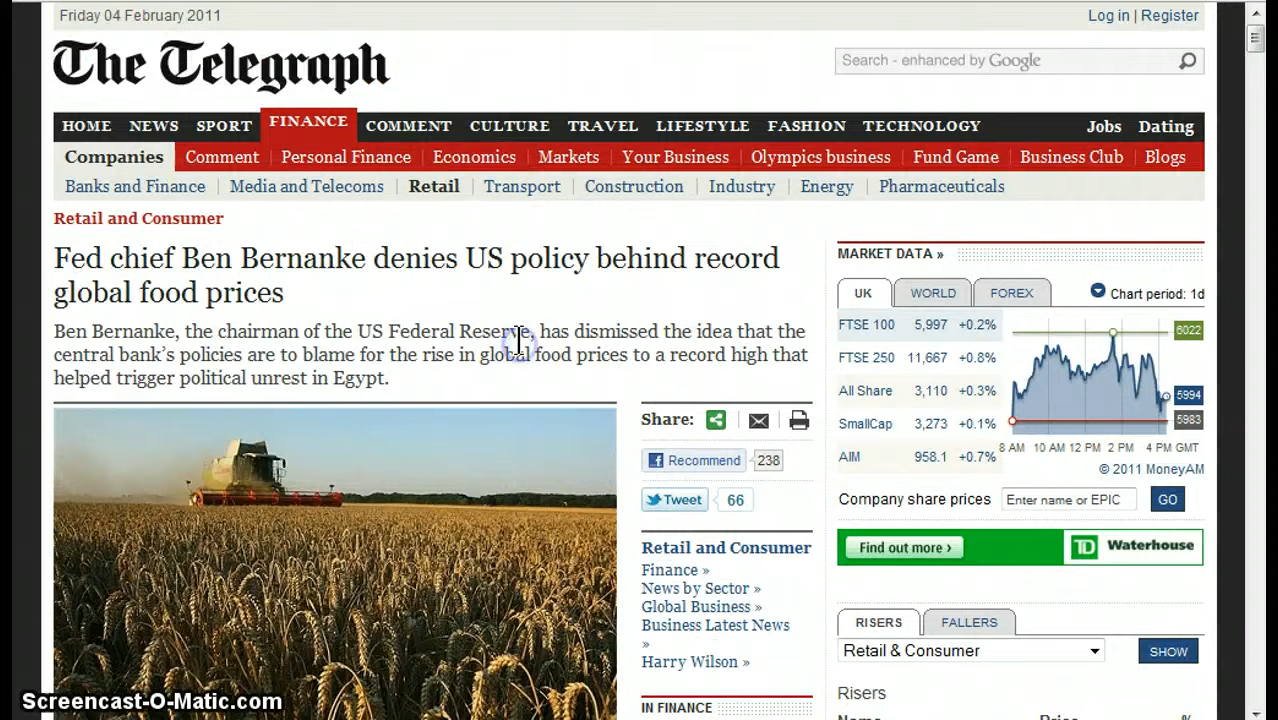 Friday 04 February 2011
Log in | Register
The Telegraph
Search - enhanced by Google
HOME NEWS SPORT FINANCE COMMENT CULTURE TRAVEL LIFESTYLE FASHION TECHNOLOGY Jobs Dating
Companies Comment | Personal Finance | Economics | Markets | Your Business | Olympics business | Fund Game | Business Club | Blogs
Banks and Finance | Media and Telecoms | Retail | Transport | Construction | Industry | Energy | Pharmaceuticals
Retail and Consumer
Fed chief Ben Bernanke denies US policy behind record
global food prices
Ben Bernanke, the chairman of the US Federal Reserve, has dismissed the idea that the
central bank's policies are to blame for the rise in global food prices to a record high that
helped trigger political unrest in Egypt.
Share:
Recommend 238
Tweet 66
Retail and Consumer
Finance »
News by Sector »
Global Business »
Business Latest News
»
Harry Wilson »
IN FINANCE
MARKET DATA »
UK WORLD FOREX Chart period: 1d
FTSE 100 5,997 +0.2%
FTSE 250 11,667 +0.8%
All Share 3,110 +0.3%
SmallCap 3,273 +0.1%
AIM 958.1 +0.7%
6022
5994
5983
8 AM 10 AM 12 PM 2 PM 4 PM GMT
© 2011 MoneyAM
Company share prices Enter name or EPIC GO
Find out more › TD Waterhouse
RISERS FALLERS
Retail & Consumer SHOW
Risers
Name Price %
Screencast-O-Matic.com